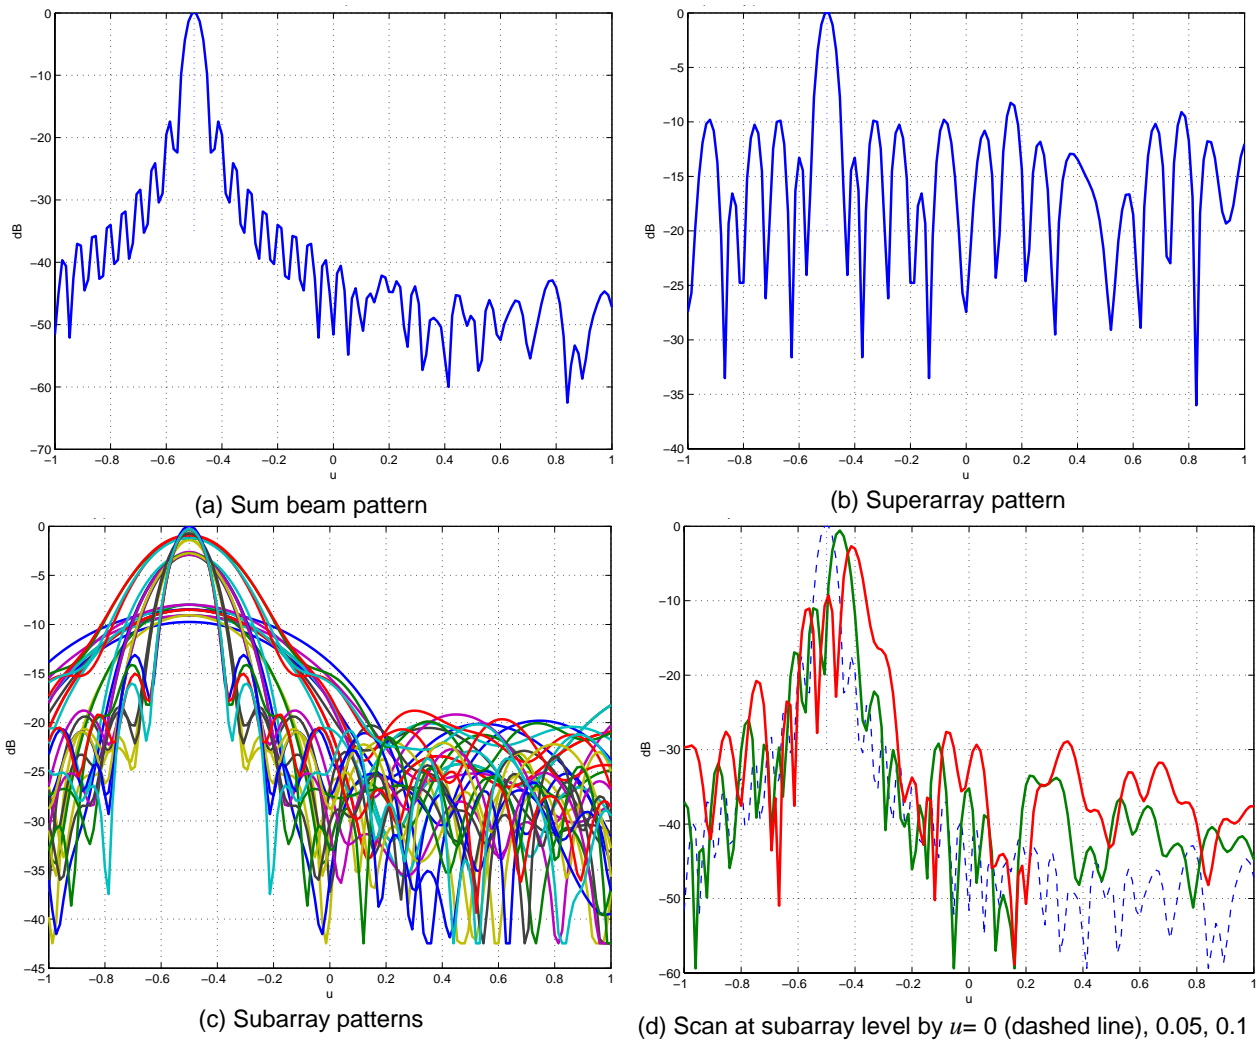 0
−10
−20
−30
−40
−50
−60
−70
dB
−1 −0.8 −0.6 −0.4 −0.2 0 0.2 0.4 0.6 0.8 1
u
(a) Sum beam pattern
0
−5
−10
−15
−20
−25
−30
−35
−40
dB
−1 −0.8 −0.6 −0.4 −0.2 0 0.2 0.4 0.6 0.8 1
u
(b) Superarray pattern
0
−5
−10
−15
−20
−25
−30
−35
−40
−45
dB
−1 −0.8 −0.6 −0.4 −0.2 0 0.2 0.4 0.6 0.8 1
u
(c) Subarray patterns
0
−10
−20
−30
−40
−50
−60
dB
−1 −0.8 −0.6 −0.4 −0.2 0 0.2 0.4 0.6 0.8 1
u
(d) Scan at subarray level by u= 0 (dashed line), 0.05, 0.1